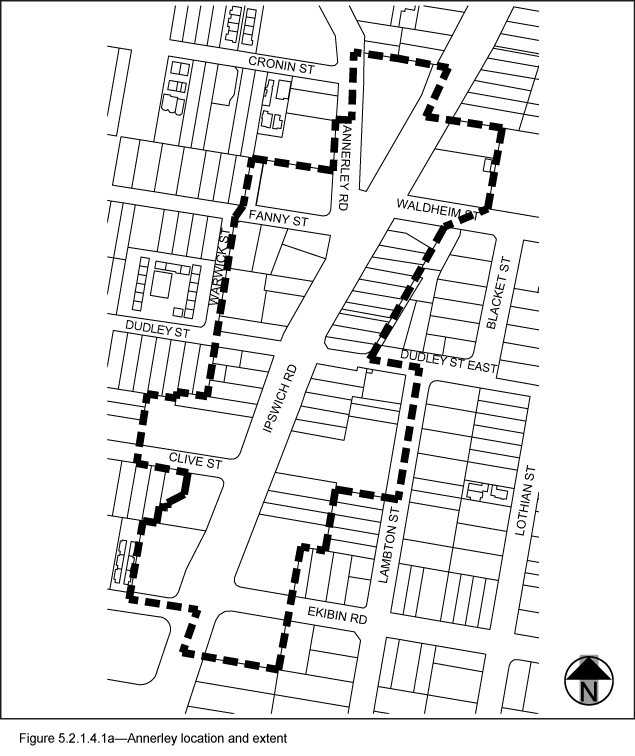 CRONIN ST
ANNERLEY RD
WALDHEIM ST
FANNY ST
WARWICK ST
BLACKET ST
DUDLEY ST
DUDLEY ST EAST
IPSWICH RD
CLIVE ST
LOTHIAN ST
LAMBTON ST
EKIBIN RD
N
Figure 5.2.1.4.1a—Annerley location and extent